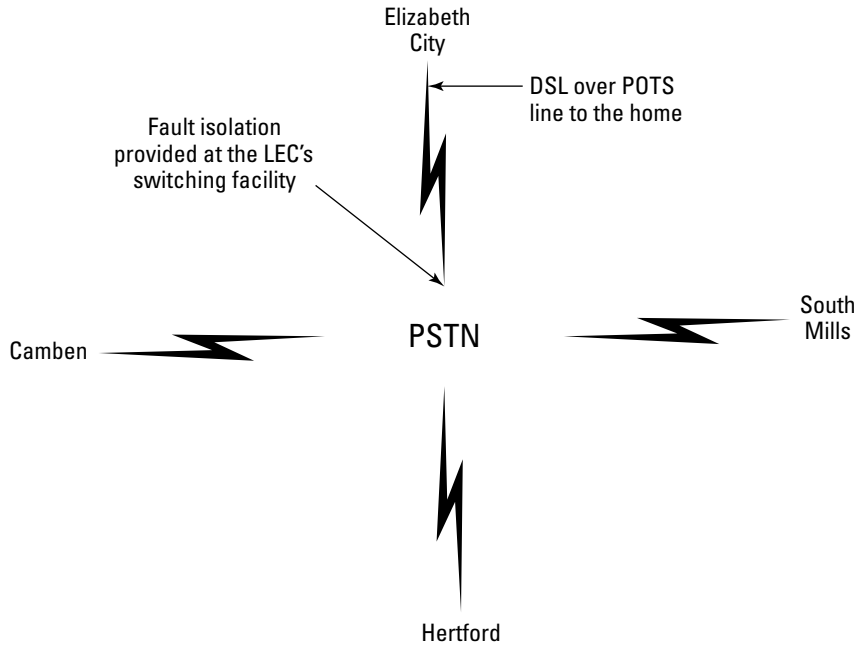 Elizabeth
City
DSL over POTS
line to the home
Fault isolation
provided at the LEC's
switching facility
PSTN
South
Mills
Camben
Hertford